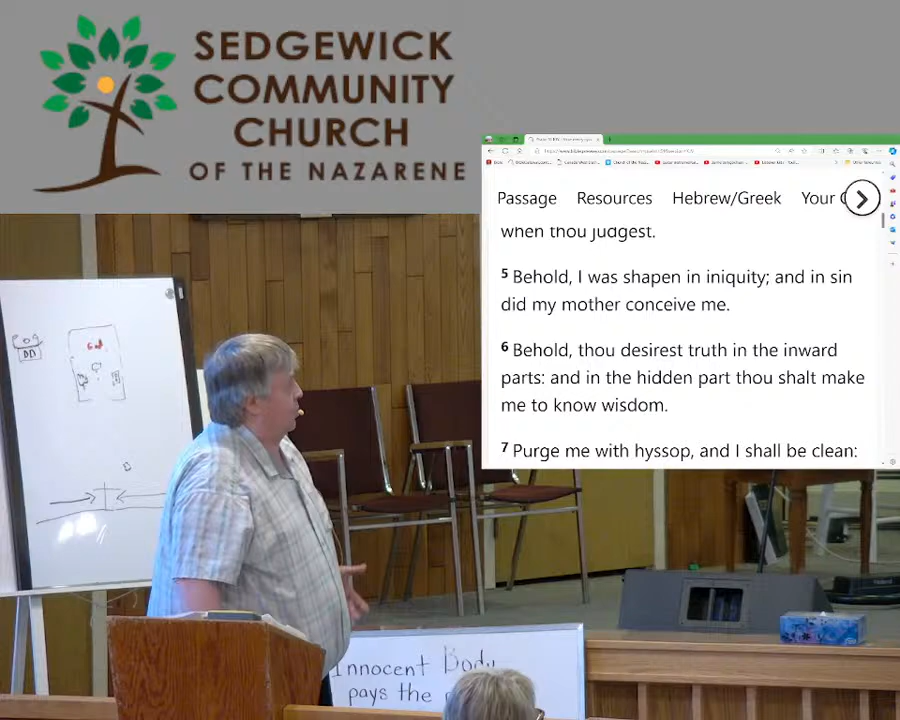 SEDGEWICK
COMMUNITY
CHURCH
OF THE NAZARENE
Passage Resources Hebrew/Greek Your
when thou judgest.
5 Behold, I was shapen in iniquity; and in sin
did my mother conceive me.
6 Behold, thou desirest truth in the inward
parts: and in the hidden part thou shalt make
me to know wisdom.
7 Purge me with hyssop, and I shall be clean:
God
Innocent Body
pays the